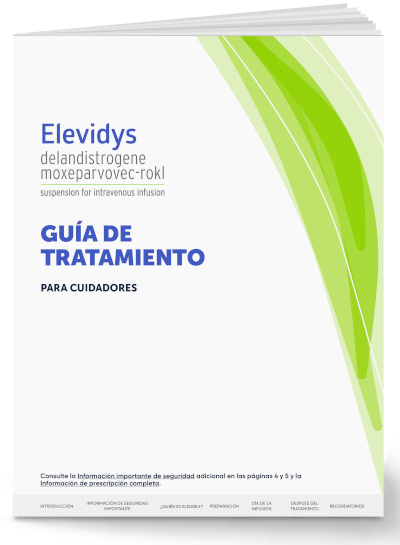 Elevidys
delandistrogene
moxeparvovec-rokl
suspension for intravenous infusion
GUÍA DE
TRATAMIENTO
PARA CUIDADORES
Consulte la Información importante de seguridad adicional en las páginas 4 y 5 y la
Información de prescripción completa.
INTRODUCCIÓN
INFORMACIÓN DE SEGURIDAD
IMPORTANTE
¿QUIÉN ES ELEGIBLE?
PREPARACIÓN
DÍA DE LA
INFUSIÓN
DESPUÉS DEL
TRATAMIENTO
RECORDATORIOS